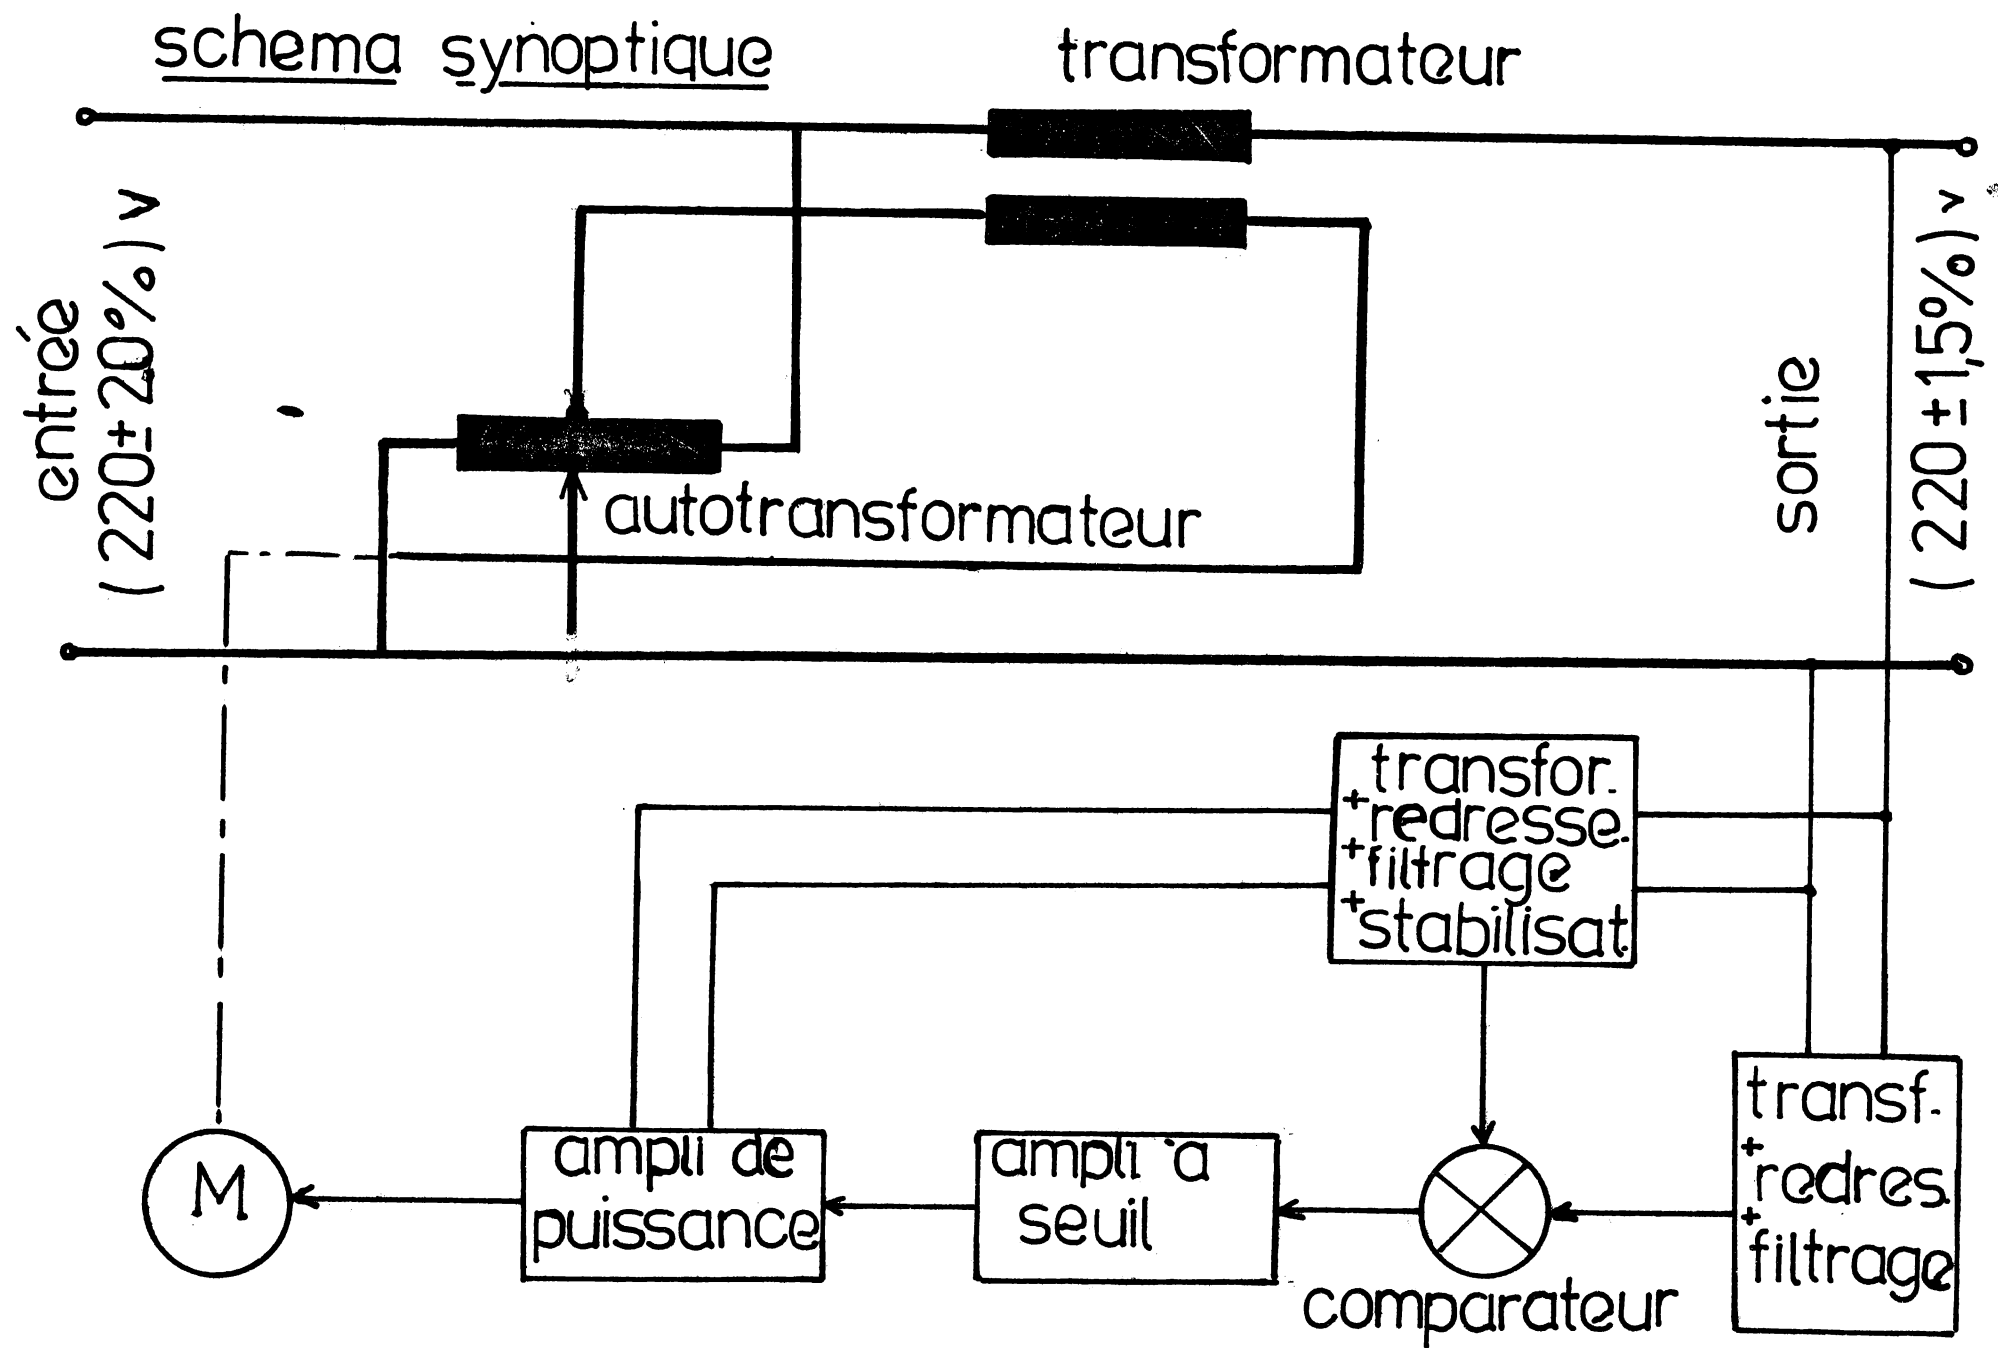 schema synoptique
transformateur
entrée
(220±20%) v
autotransformateur
sortie
(220±1,5%) v
transfor.
+redresse.
+filtrage
+stabilisat.
transf.
+redres.
+filtrage
M
ampli de
puissance
ampli à
seuil
comparateur